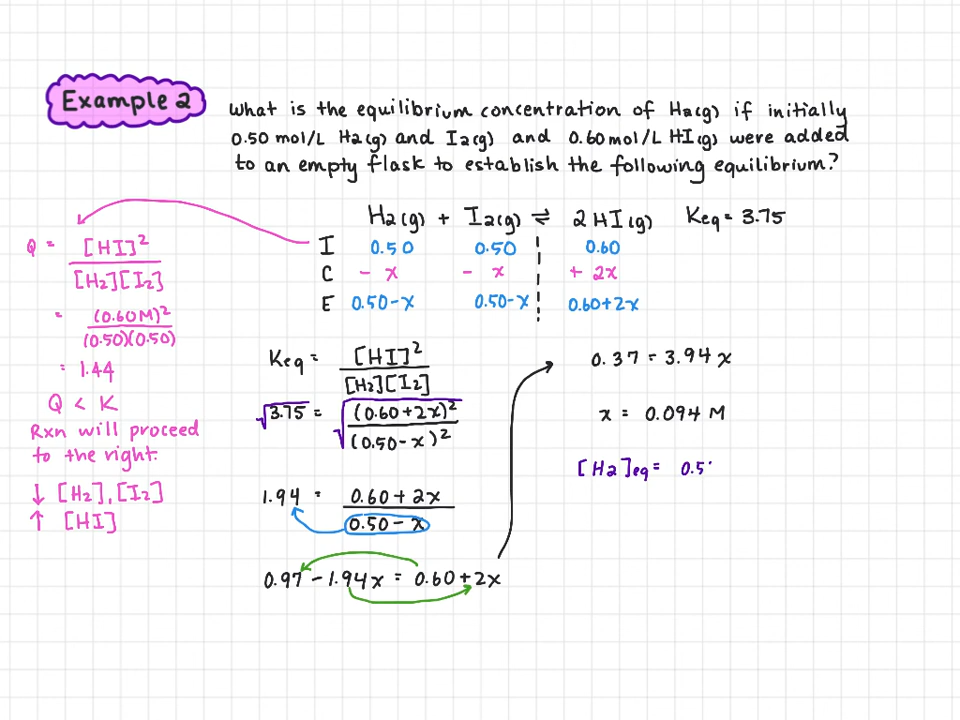 Example 2
What is the equilibrium concentration of H2(g) if initially
0.50 mol/L H2(g) and I2(g) and 0.60 mol/L HI(g) were added
to an empty flask to establish the following equilibrium?
H2(g) + I2(g) ⇌ 2 HI(g) Keq = 3.75
I 0.50 0.50 0.60
C - x - x + 2x
E 0.50-x 0.50-x 0.60+2x
Q = [HI]²
[H2][I2]
= (0.60M)²
(0.50)(0.50)
= 1.44
Q < K
Rxn will proceed
to the right.
↓ [H2], [I2]
↑ [HI]
Keq = [HI]²
[H2][I2]
√3.75 = √(0.60+2x)²
(0.50-x)²
1.94 = 0.60+2x
0.50-x
0.97 - 1.94x = 0.60+2x
0.37 = 3.94x
x = 0.094 M
[H2]eq = 0.5